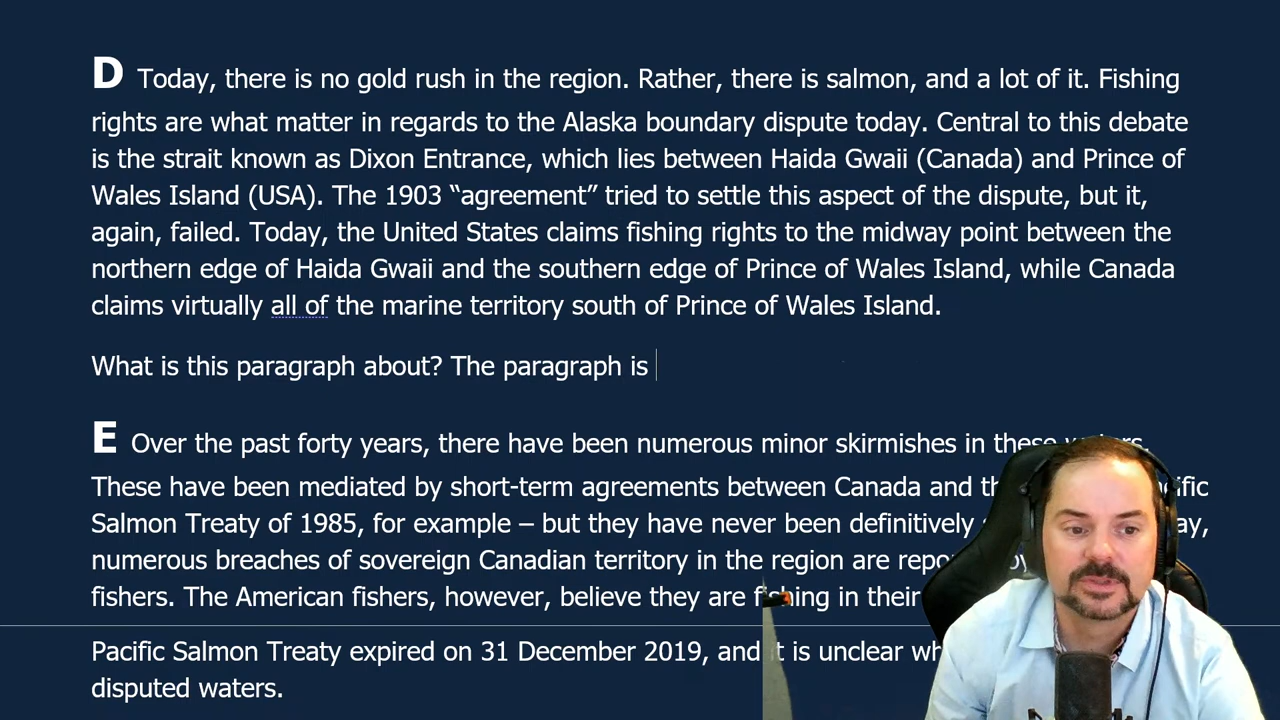 D Today, there is no gold rush in the region. Rather, there is salmon, and a lot of it. Fishing
rights are what matter in regards to the Alaska boundary dispute today. Central to this debate
is the strait known as Dixon Entrance, which lies between Haida Gwaii (Canada) and Prince of
Wales Island (USA). The 1903 “agreement” tried to settle this aspect of the dispute, but it,
again, failed. Today, the United States claims fishing rights to the midway point between the
northern edge of Haida Gwaii and the southern edge of Prince of Wales Island, while Canada
claims virtually all of the marine territory south of Prince of Wales Island.
What is this paragraph about? The paragraph is
E Over the past forty years, there have been numerous minor skirmishes in these
These have been mediated by short-term agreements between Canada and
Salmon Treaty of 1985, for example – but they have never been definitively
numerous breaches of sovereign Canadian territory in the region are
fishers. The American fishers, however, believe they are fishing in their
Pacific Salmon Treaty expired on 31 December 2019, and it is unclear
disputed waters.